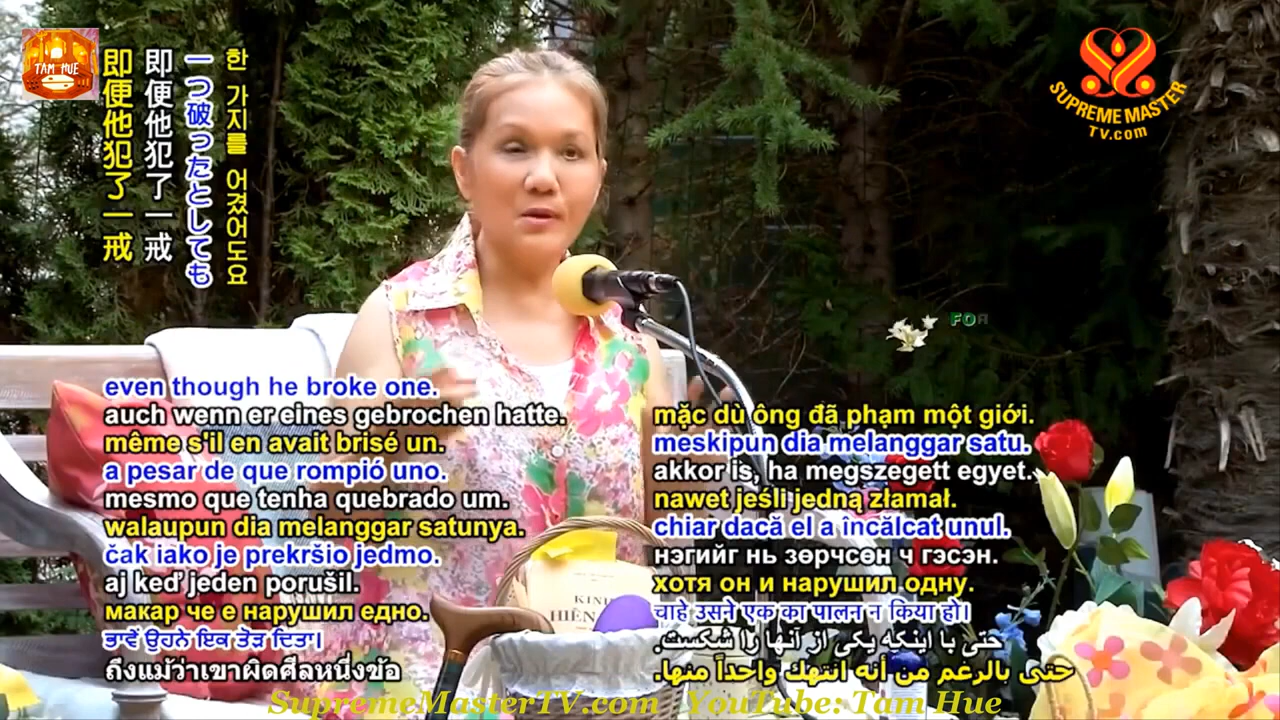 TAM HUE
即便他犯了一戒
即便他犯了一戒
一つ破ったとしても
한 가지를 어겼어도요
SUPREME MASTER
TV.com
FOR
even though he broke one.
auch wenn er eines gebrochen hatte.
même s'il en avait brisé un.
a pesar de que rompió uno.
mesmo que tenha quebrado um.
walaupun dia melanggar satunya.
čak iako je prekršio jedmo.
aj keď jeden porušil.
макар че е нарушил едно.
ਭਾਵੇਂ ਉਹਨੇ ਇਕ ਤੋੜ ਦਿਤਾ।
ถึงแม้ว่าเขาผิดศีลหนึ่งข้อ
mặc dù ông đã phạm một giới.
meskipun dia melanggar satu.
akkor is, ha megszegett egyet.
nawet jeśli jedną złamał.
chiar dacă el a încălcat unul.
нэгийг нь зөрчсөн ч гэсэн.
хотя он и нарушил одну.
चाहे उसने एक का पालन न किया हो।
حتی با اینکه یکی از آنها را شکست.
حتى بالرغم من أنه انتهك واحداً منها.
KINH
HIỀN
SupremeMasterTV.com YouTube: Tam Hue